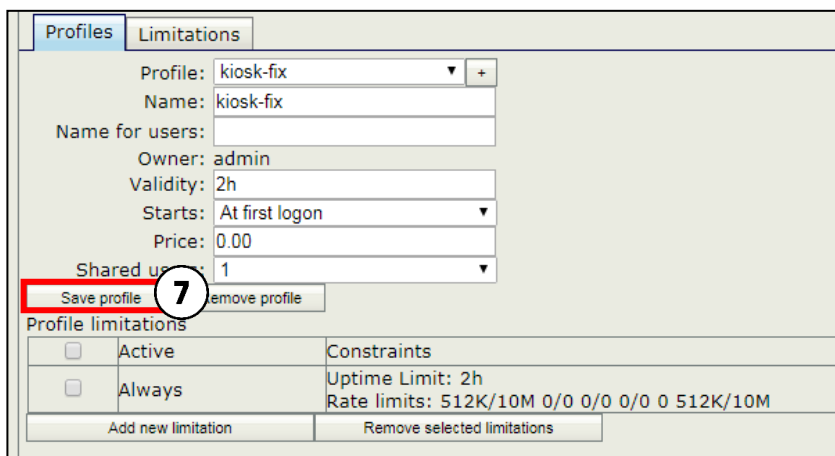 Profiles Limitations
Profile: kiosk-fix +
Name: kiosk-fix
Name for users:
Owner: admin
Validity: 2h
Starts: At first logon
Price: 0.00
Shared 1
Save profile 7 emove profile
Profile limitations
Active Constraints
Always Uptime Limit: 2h
Rate limits: 512K/10M 0/0 0/0 0/0 0 512K/10M
Add new limitation Remove selected limitations